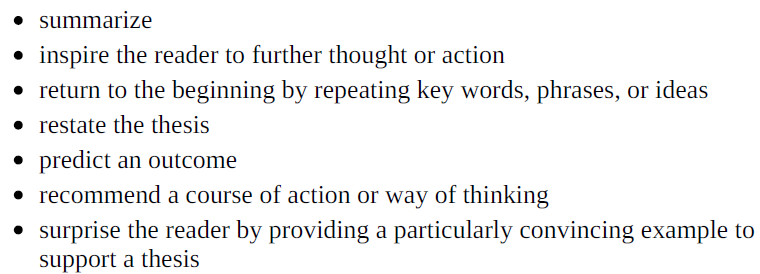 • summarize
• inspire the reader to further thought or action
• return to the beginning by repeating key words, phrases, or ideas
• restate the thesis
• predict an outcome
• recommend a course of action or way of thinking
• surprise the reader by providing a particularly convincing example to
support a thesis